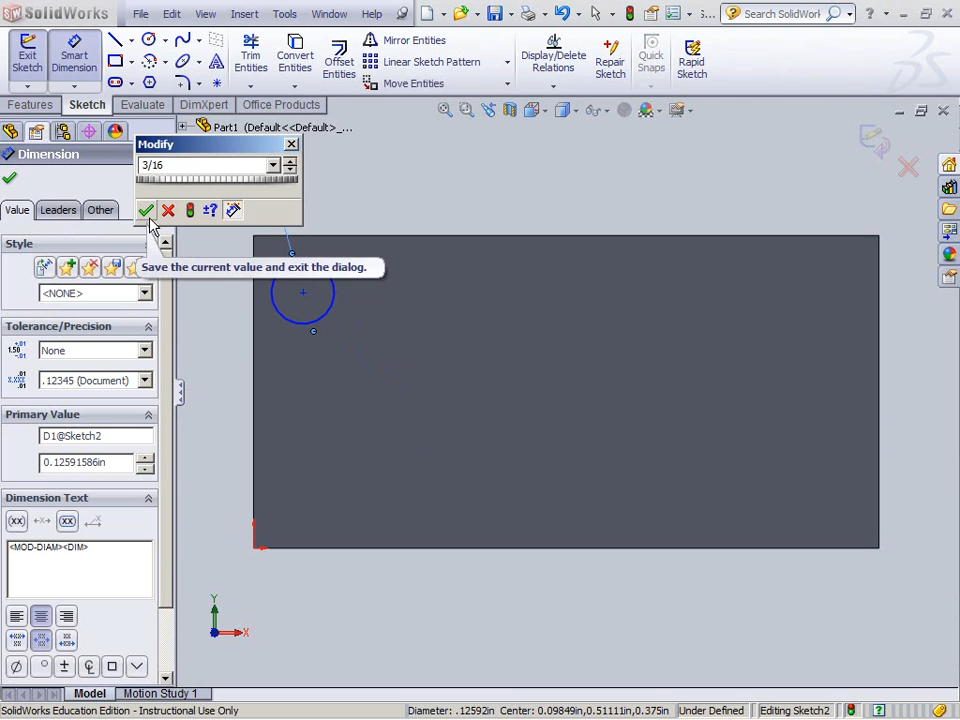 SolidWorks
File
Edit
View
Insert
Tools
Window
Help
S...
Search SolidWork
Exit
Sketch
Smart
Dimension
Trim
Entities
Convert
Entities
Offset
Entities
Mirror Entities
Linear Sketch Pattern
Move Entities
Display/Delete
Relations
Repair
Sketch
Quick
Snaps
Rapid
Sketch
Features
Sketch
Evaluate
DimXpert
Office Products
Part1 (Default<<Default>_...
Dimension
Modify
3/16
Save the current value and exit the dialog.
Value
Leaders
Other
Style
<NONE>
Tolerance/Precision
None
.12345 (Document)
Primary Value
D1@Sketch2
0.12591586in
Dimension Text
<MOD-DIAM><DIM>
Y
X
Model
Motion Study 1
SolidWorks Education Edition - Instructional Use Only
Diameter: .12592in Center: 0.09849in,0.51111in,0.375in
Under Defined
Editing Sketch2